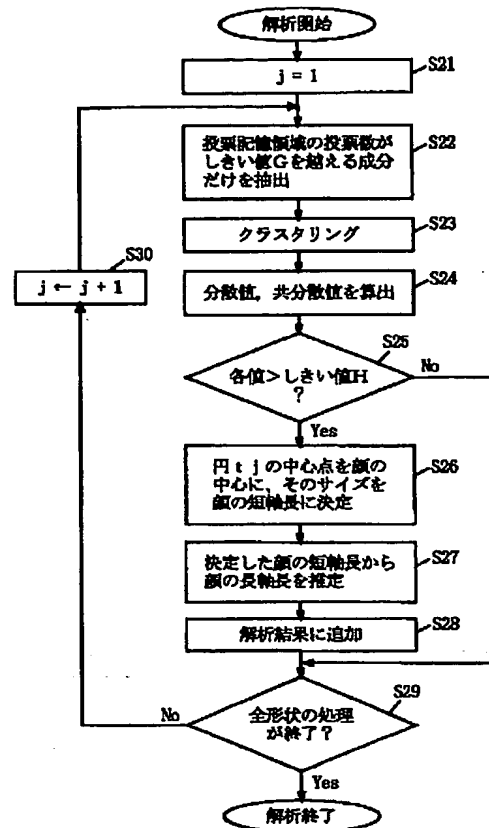 解析開始
S21
j = 1
S22
投票記憶領域の投票数が
しきい値Gを越える成分
だけを抽出
S23
クラスタリング
S30
j ← j + 1
S24
分散値，共分散値を算出
S25
各値＞しきい値H
?
No
Yes
S26
円ｔｊの中心点を顔の
中心に，そのサイズを
顔の短軸長に決定
S27
決定した顔の短軸長から
顔の長軸長を推定
S28
解析結果に追加
S29
全形状の処理
が終了？
No
Yes
解析終了